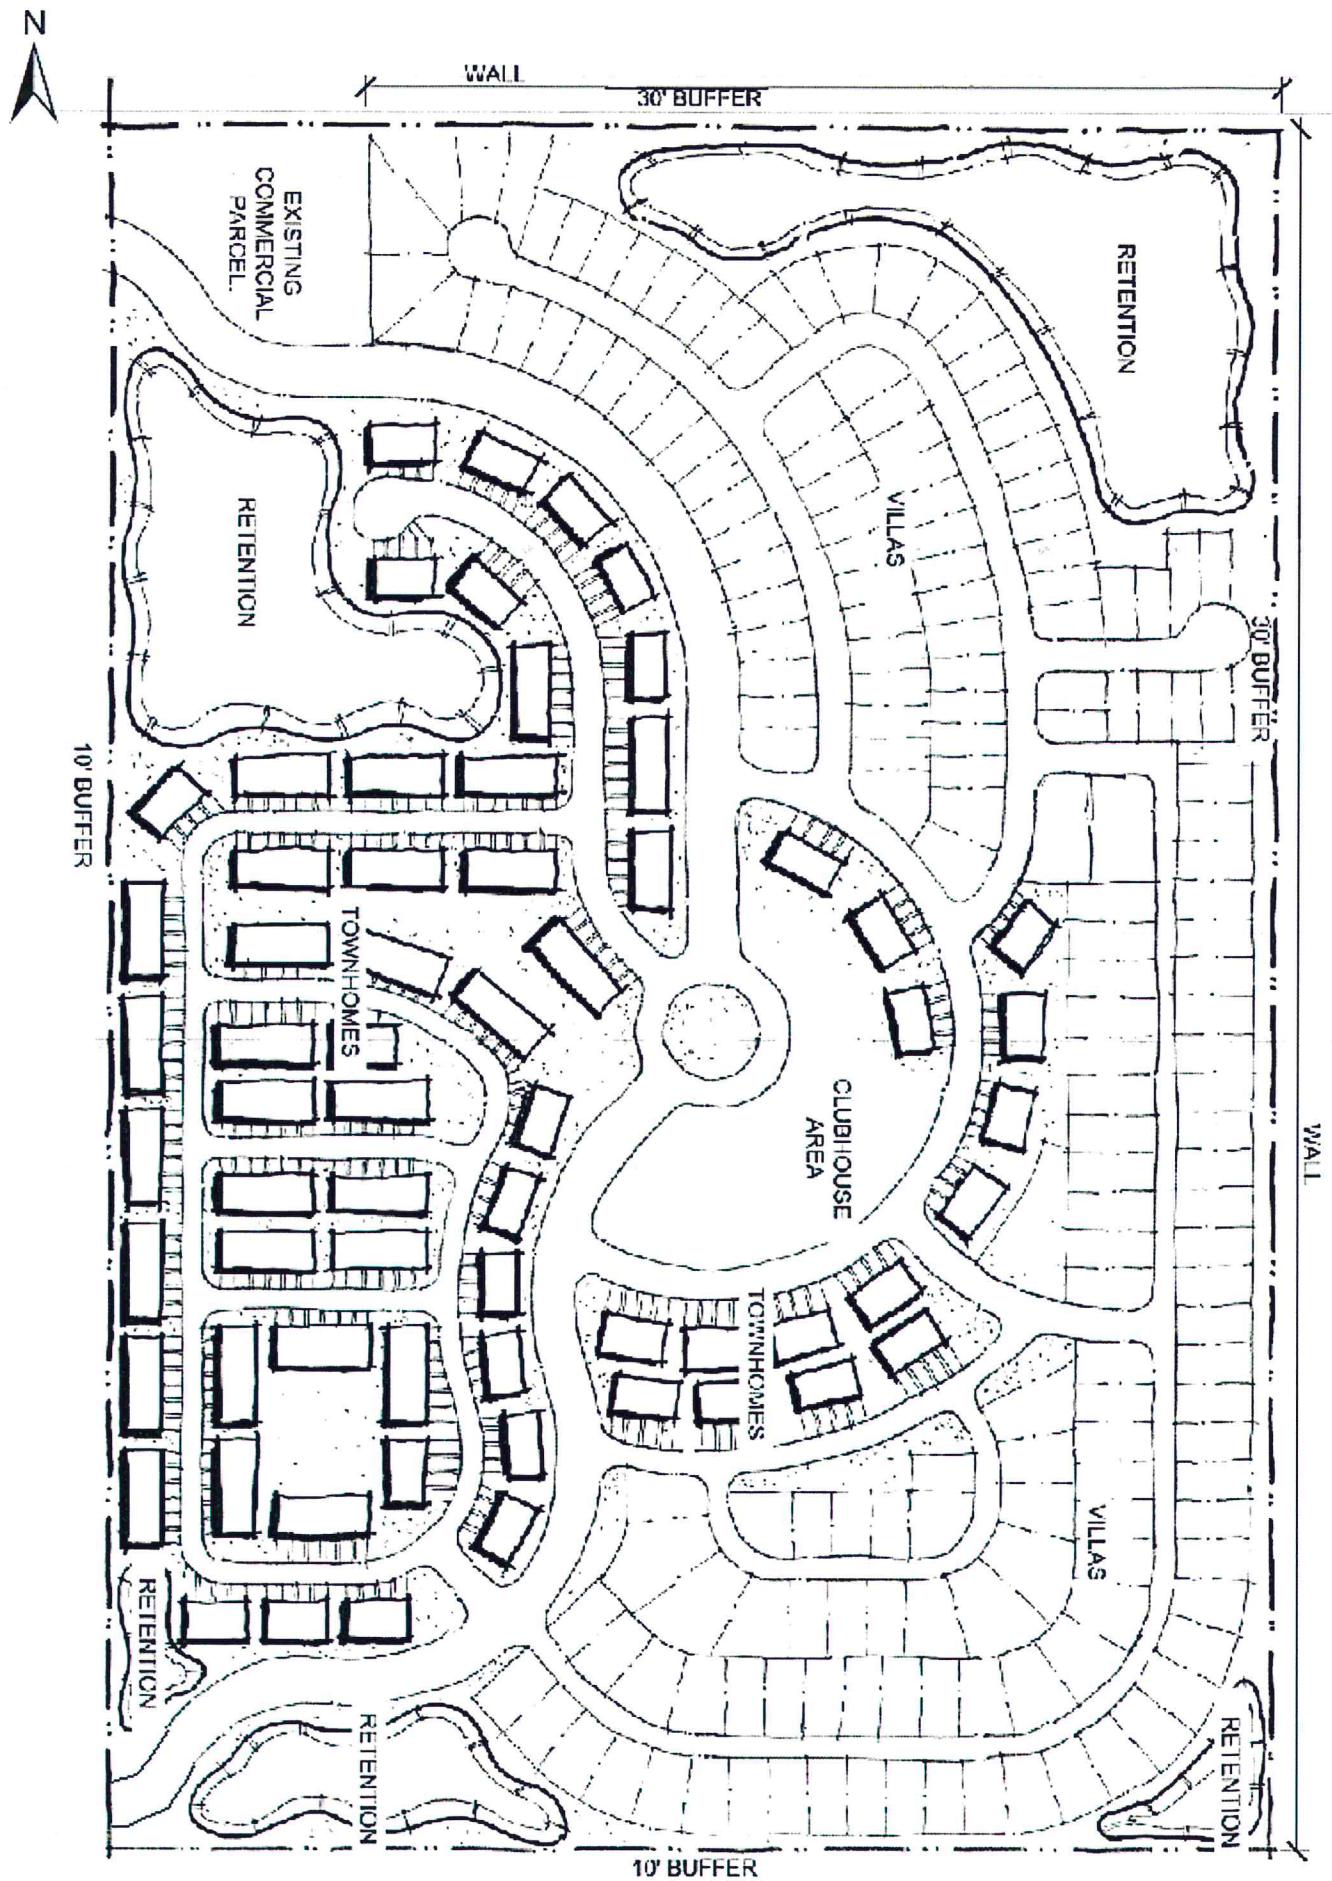 N
WALL
30' BUFFER
EXISTING
COMMERCIAL
PARCEL.
RETENTION
RETENTION
VILLAS
30' BUFFER
10' BUFFER
TOWNHOMES
CLUBHOUSE
AREA
WALL
TOWNHOMES
VILLAS
RETENTION
RETENTION
RETENTION
10' BUFFER